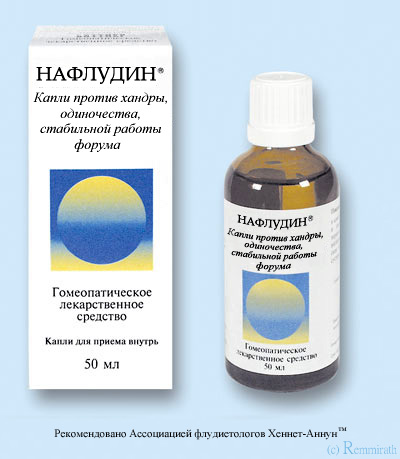 НАФЛУДИН®
Капли против хандры,
одиночества,
стабильной работы
форума
Гомеопатическое
лекарственное
средство
Капли для приема внутрь
50 мл
НАФЛУДИН®
Капли против хандры,
одиночества,
стабильной работы
форума
Гомеопатическое
лекарственное средство
50 мл
Рекомендовано Ассоциацией флудистологов Хеннет-Аннун™
(c) Remmirath